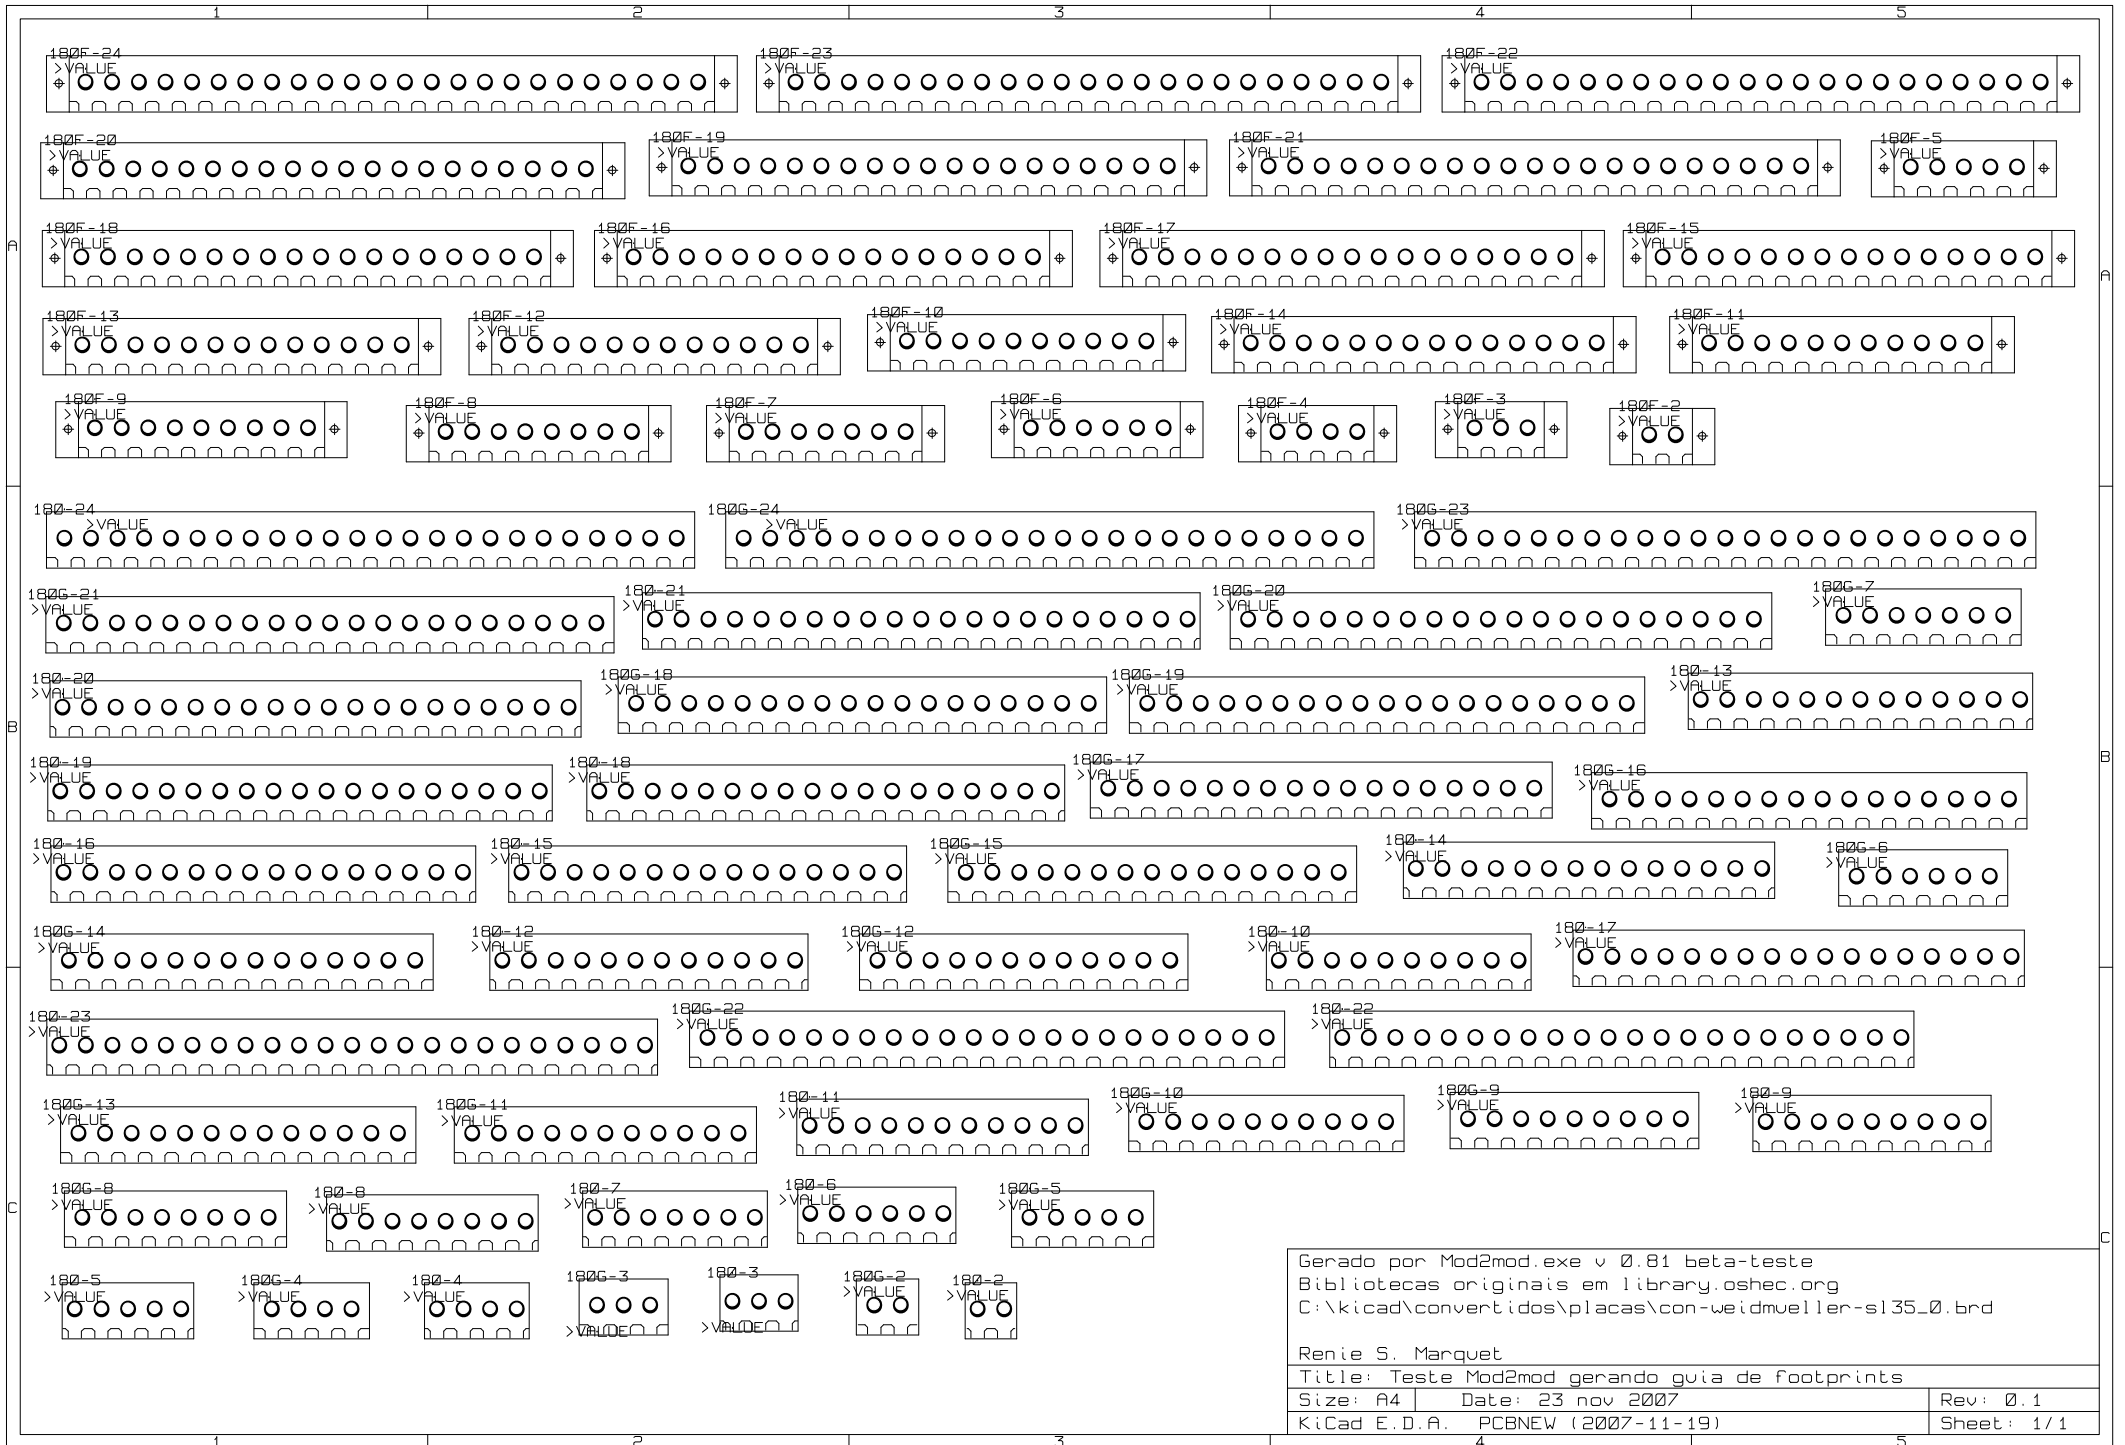 1 2 3 4 5
180F-24 180F-23 180F-22
>VALUE >VALUE >VALUE
180F-20 180F-19 180F-21 180F-5
>VALUE >VALUE >VALUE >VALUE
180F-18 180F-16 180F-17 180F-15
>VALUE >VALUE >VALUE >VALUE
A A
180F-13 180F-12 180F-10 180F-14 180F-11
>VALUE >VALUE >VALUE >VALUE >VALUE
180F-9 180F-8 180F-7 180F-6 180F-4 180F-3 180F-2
>VALUE >VALUE >VALUE >VALUE >VALUE >VALUE >VALUE
180-24 180G-24 180G-23
>VALUE >VALUE >VALUE
180G-21 180-21 180G-20 180G-7
>VALUE >VALUE >VALUE >VALUE
180-20 180G-18 180G-19 180-13
>VALUE >VALUE >VALUE >VALUE
B B
180-19 180-18 180G-17 180G-16
>VALUE >VALUE >VALUE >VALUE
180-16 180-15 180G-15 180-14 180G-6
>VALUE >VALUE >VALUE >VALUE >VALUE
180G-14 180-12 180G-12 180-10 180-17
>VALUE >VALUE >VALUE >VALUE >VALUE
180-23 180G-22 180-22
>VALUE >VALUE >VALUE
180G-13 180G-11 180-11 180G-10 180G-9 180-9
>VALUE >VALUE >VALUE >VALUE >VALUE >VALUE
180G-8 180-8 180-7 180-6 180G-5
>VALUE >VALUE >VALUE >VALUE >VALUE
C C
180-5 180G-4 180-4 180G-3 180-3 180G-2 180-2
>VALUE >VALUE >VALUE >VALUE >VALUE >VALUE >VALUE
Gerado por Mod2mod.exe v 0.81 beta-teste
Bibliotecas originais em library.oshec.org
C:\kicad\convertidos\placas\con-weidmueller-sl35_0.brd
Renie S. Marquet
Title: Teste Mod2mod gerando guia de footprints
Size: A4 Date: 23 nov 2007 Rev: 0.1
KiCad E.D.A. PCBNEW (2007-11-19) Sheet: 1/1
1 2 3 4 5